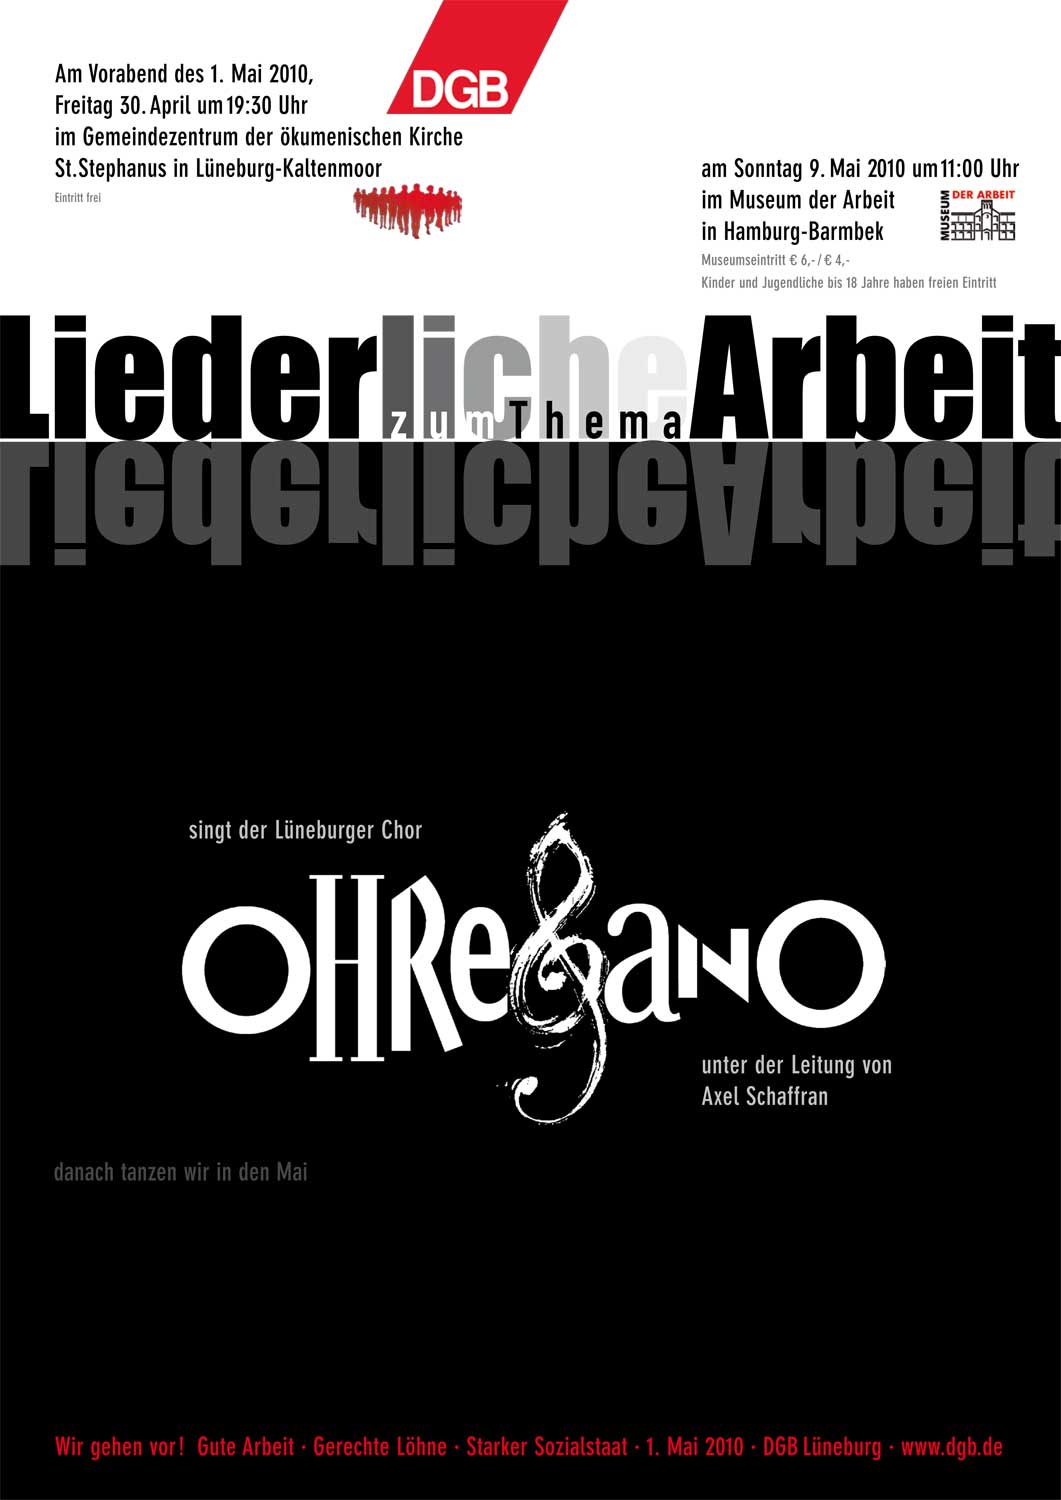 DGB
Am Vorabend des 1. Mai 2010,
Freitag 30. April um 19:30 Uhr
im Gemeindezentrum der ökumenischen Kirche
St.Stephanus in Lüneburg-Kaltenmoor
Eintritt frei
am Sonntag 9. Mai 2010 um 11:00 Uhr
im Museum der Arbeit
in Hamburg-Barmbek
MUSEUM DER ARBEIT
Museumseintritt € 6,- / € 4,-
Kinder und Jugendliche bis 18 Jahre haben freien Eintritt
LiederlicheArbeit
zum Thema
LiederlicheArbeit
singt der Lüneburger Chor
OHReGaNO
unter der Leitung von
Axel Schaffran
danach tanzen wir in den Mai
Wir gehen vor! Gute Arbeit · Gerechte Löhne · Starker Sozialstaat · 1. Mai 2010 · DGB Lüneburg · www.dgb.de